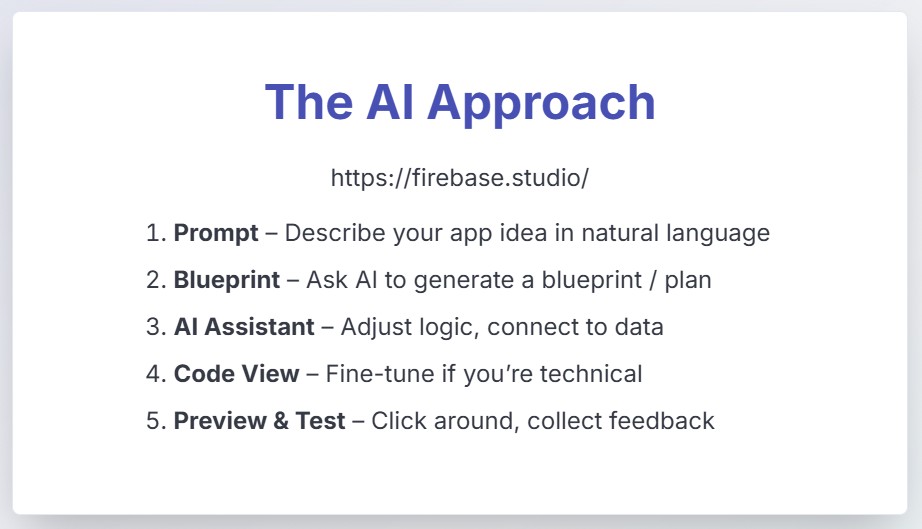 The AI Approach
https://firebase.studio/
1. Prompt – Describe your app idea in natural language
2. Blueprint – Ask AI to generate a blueprint / plan
3. AI Assistant – Adjust logic, connect to data
4. Code View – Fine-tune if you’re technical
5. Preview & Test – Click around, collect feedback